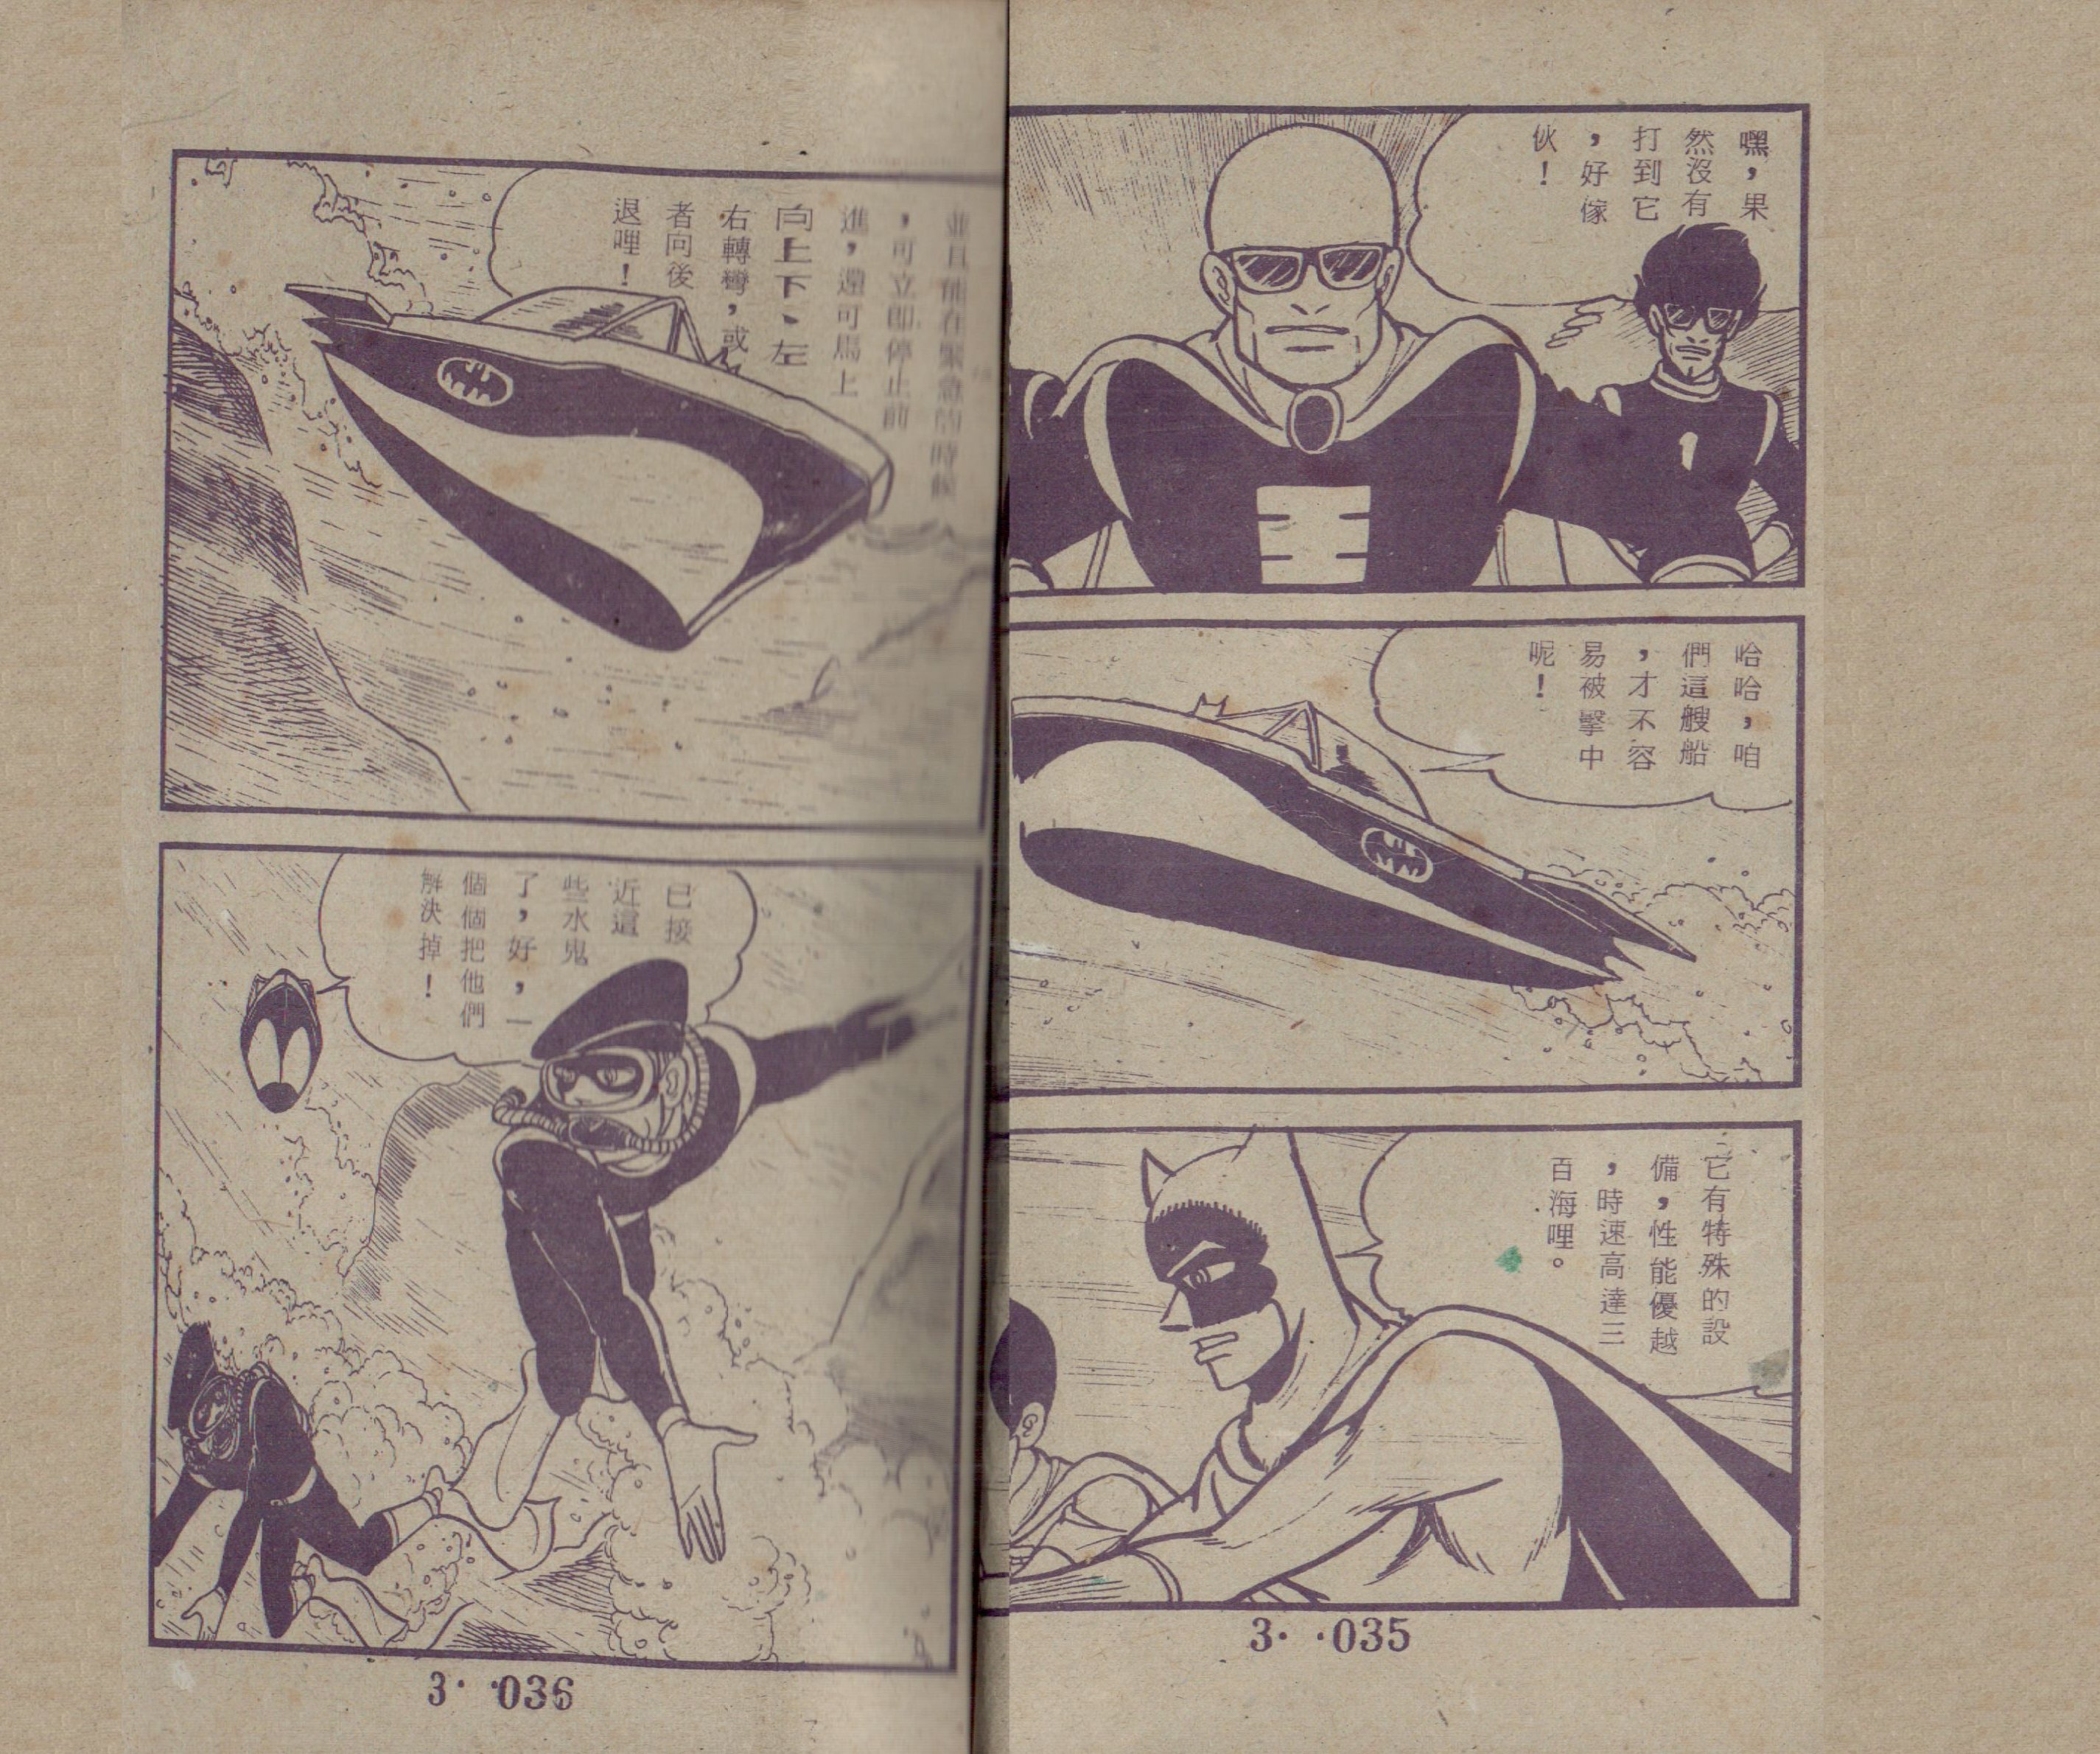 嘿，果
然沒有
打到它
，好傢
伙！
1
哈哈，咱
們這艘船
，才不容
易被擊中
呢！
它有特殊的設
備，性能優越
，時速高達三
百海哩。
3‧‧035
並且能在緊急的時候
，可立即停止前
進，還可馬上
向上下、左
右轉彎，或
者向後
退哩！
已接
近這
些水鬼
了，好，一
個個把他們
解決掉！
3‧‧036